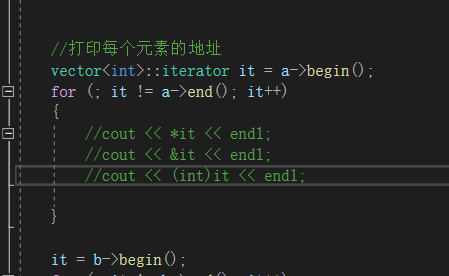 //打印每个元素的地址
vector<int>::iterator it = a->begin();
for (; it != a->end(); it++)
{
//cout << *it << endl;
//cout << &it << endl;
//cout << (int)it << endl;
}
it = b->begin();